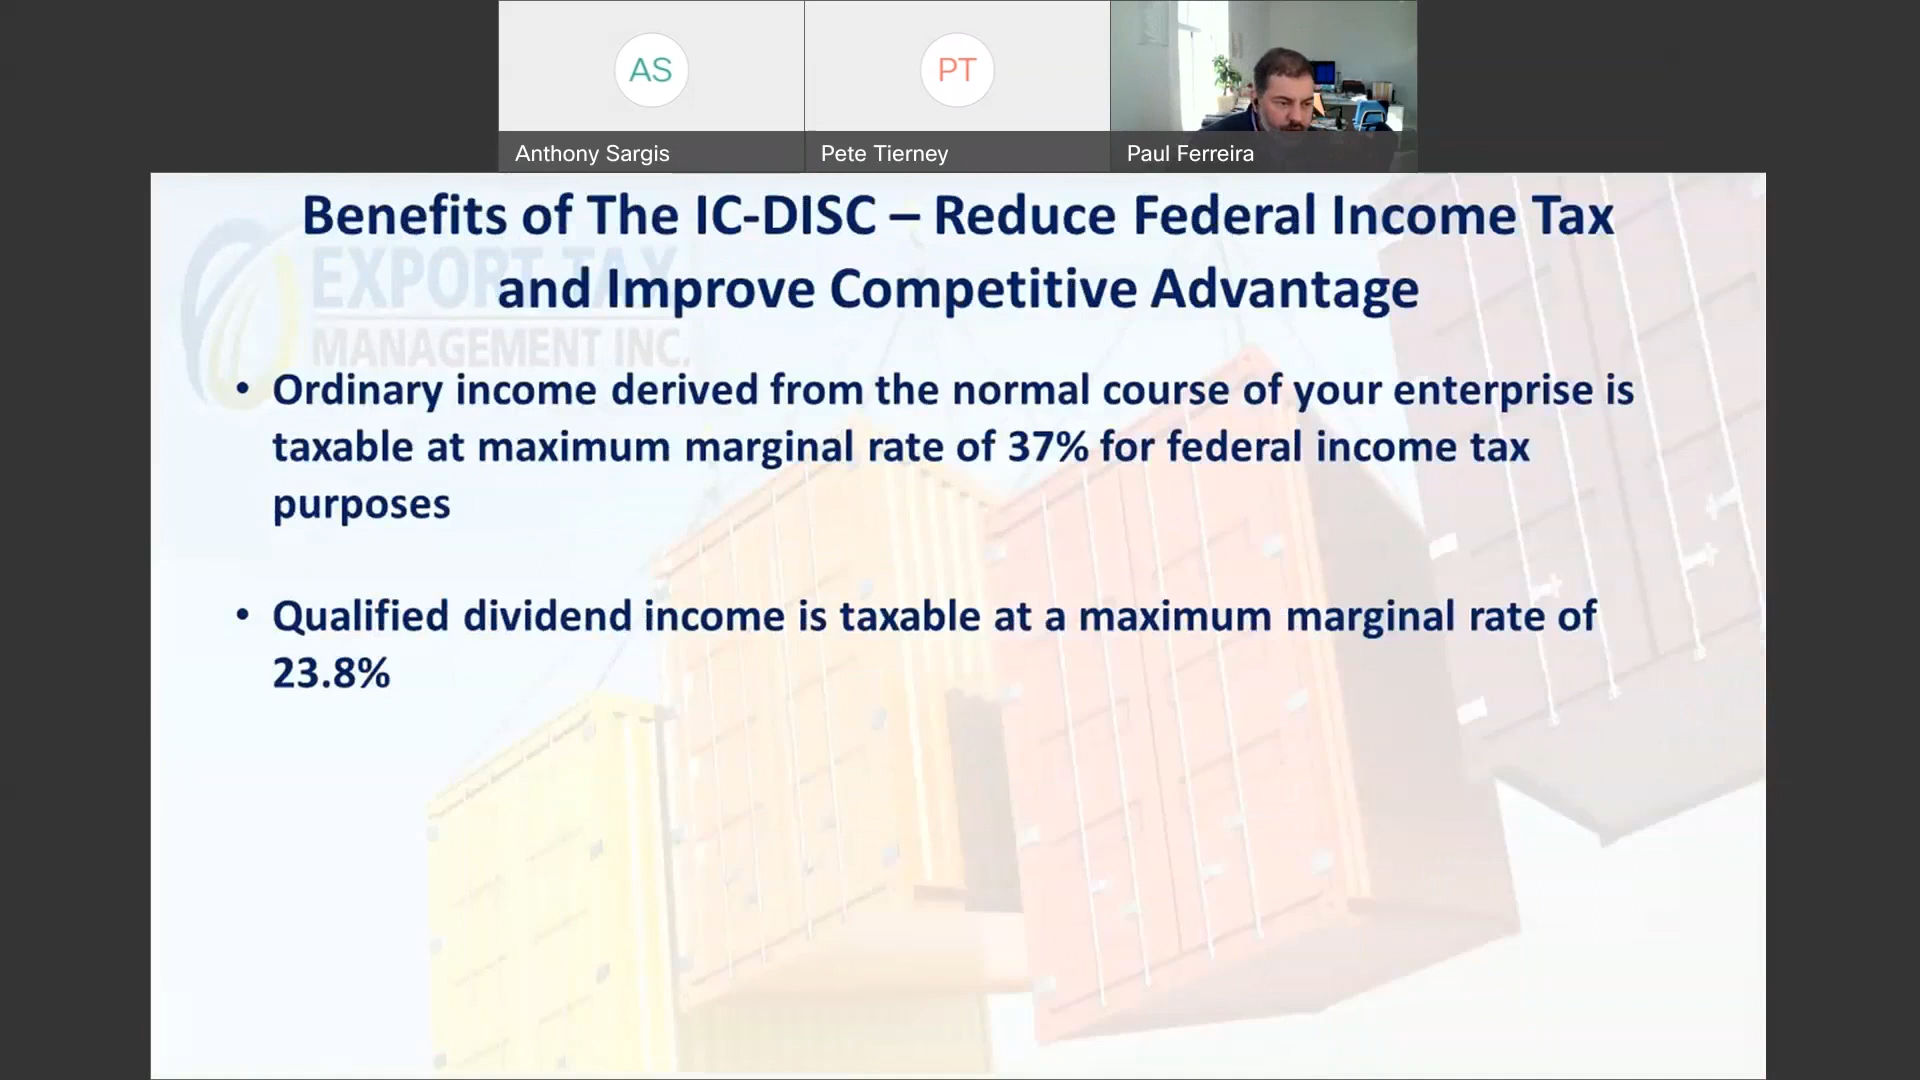 AS
PT
Anthony Sargis
Pete Tierney
Paul Ferreira
EXPORT TAX
MANAGEMENT INC.
Benefits of The IC-DISC – Reduce Federal Income Tax
and Improve Competitive Advantage
• Ordinary income derived from the normal course of your enterprise is
taxable at maximum marginal rate of 37% for federal income tax
purposes
• Qualified dividend income is taxable at a maximum marginal rate of
23.8%